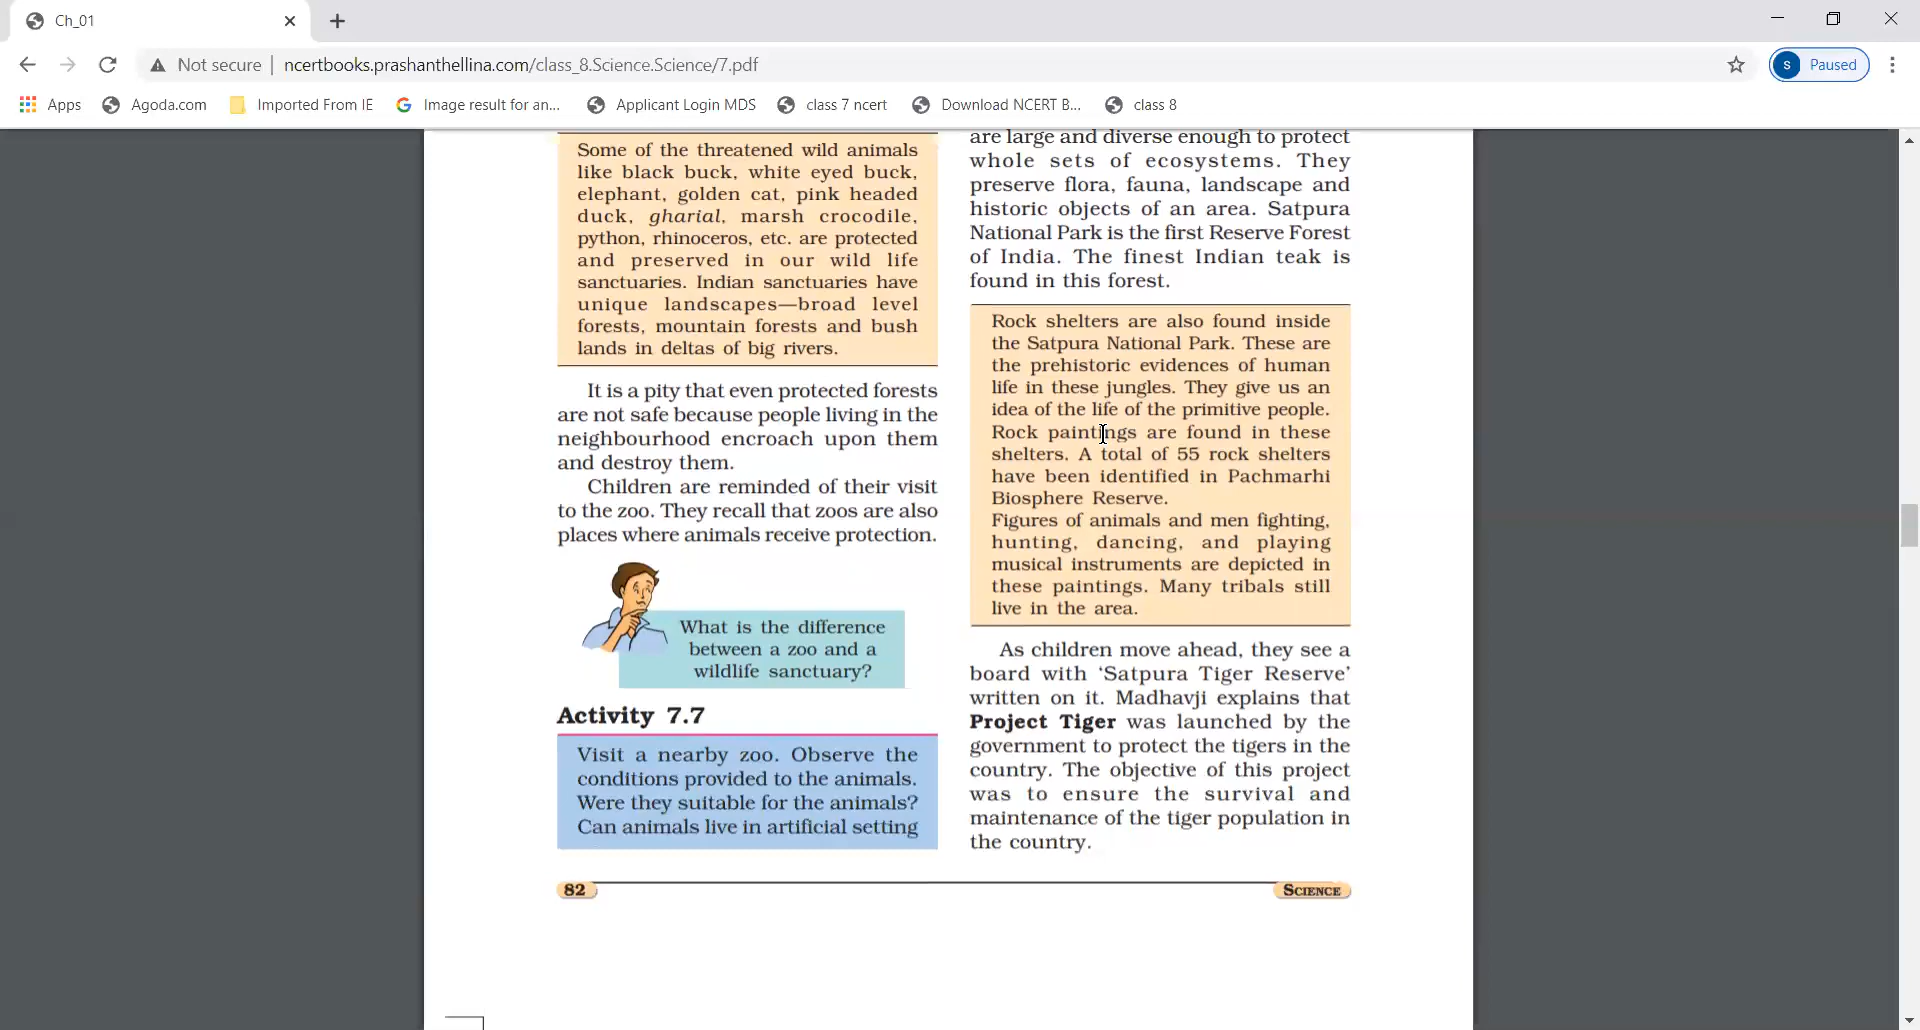 Ch_01
Not secure
ncertbooks.prashanthellina.com/class_8.Science.Science/7.pdf
S
Paused
Apps
Agoda.com
Imported From IE
Image result for an...
Applicant Login MDS
class 7 ncert
Download NCERT B...
class 8
Some of the threatened wild animals
like black buck, white eyed buck,
elephant, golden cat, pink headed
duck, gharial, marsh crocodile,
python, rhinoceros, etc. are protected
and preserved in our wild life
sanctuaries. Indian sanctuaries have
unique landscapes—broad level
forests, mountain forests and bush
lands in deltas of big rivers.
It is a pity that even protected forests
are not safe because people living in the
neighbourhood encroach upon them
and destroy them.
Children are reminded of their visit
to the zoo. They recall that zoos are also
places where animals receive protection.
What is the difference
between a zoo and a
wildlife sanctuary?
Activity 7.7
Visit a nearby zoo. Observe the
conditions provided to the animals.
Were they suitable for the animals?
Can animals live in artificial setting
are large and diverse enough to protect
whole sets of ecosystems. They
preserve flora, fauna, landscape and
historic objects of an area. Satpura
National Park is the first Reserve Forest
of India. The finest Indian teak is
found in this forest.
Rock shelters are also found inside
the Satpura National Park. These are
the prehistoric evidences of human
life in these jungles. They give us an
idea of the life of the primitive people.
Rock paintings are found in these
shelters. A total of 55 rock shelters
have been identified in Pachmarhi
Biosphere Reserve.
Figures of animals and men fighting,
hunting, dancing, and playing
musical instruments are depicted in
these paintings. Many tribals still
live in the area.
As children move ahead, they see a
board with ‘Satpura Tiger Reserve’
written on it. Madhavji explains that
Project Tiger was launched by the
government to protect the tigers in the
country. The objective of this project
was to ensure the survival and
maintenance of the tiger population in
the country.
82
SCIENCE